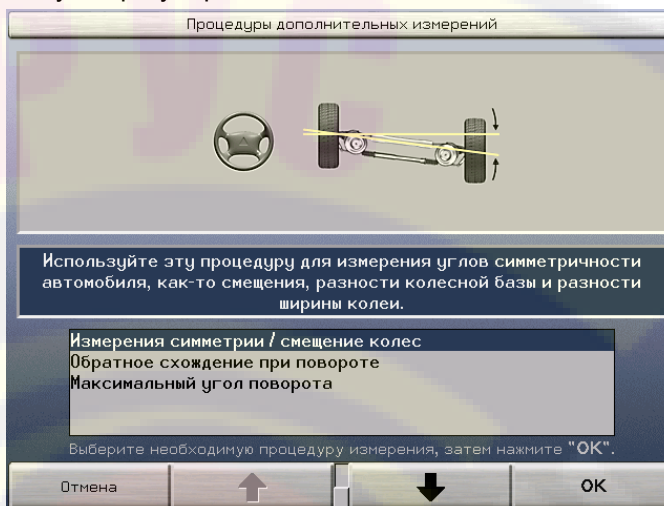 Процедуры дополнительных измерений
Используйте эту процедуру для измерения углов симметричности
автомобиля, как-то смещения, разности колесной базы и разности
ширины колеи.
Измерения симметрии / смещение колес
Обратное схождение при повороте
Максимальный угол поворота
Выберите необходимую процедуру измерения, затем нажмите "OK".
Отмена
OK